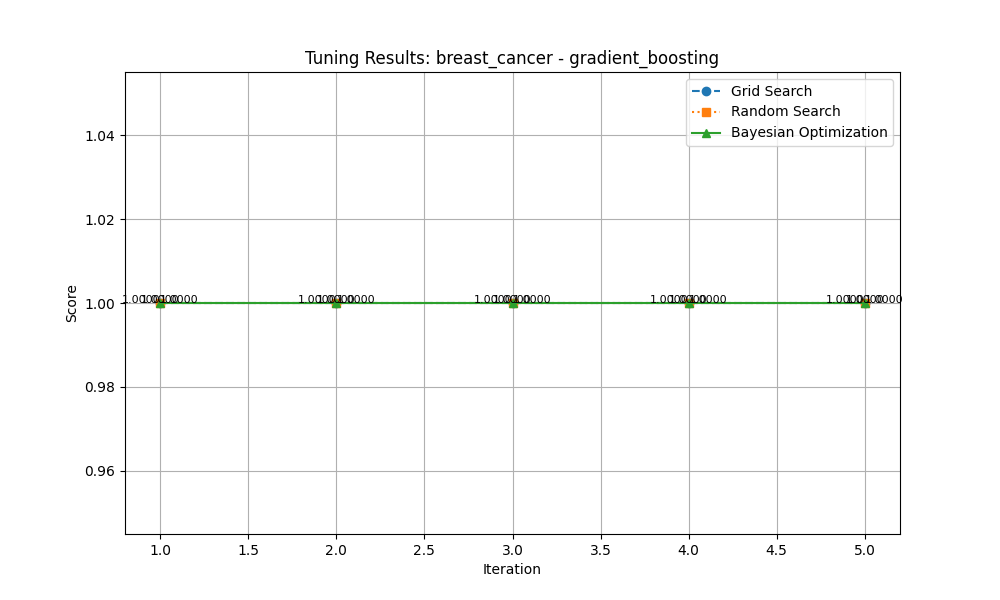 Tuning Results: breast_cancer - gradient_boosting
Grid Search
Random Search
Bayesian Optimization
Score
1.04
1.02
1.00
0.98
0.96
1.0 1.5 2.0 2.5 3.0 3.5 4.0 4.5 5.0
Iteration